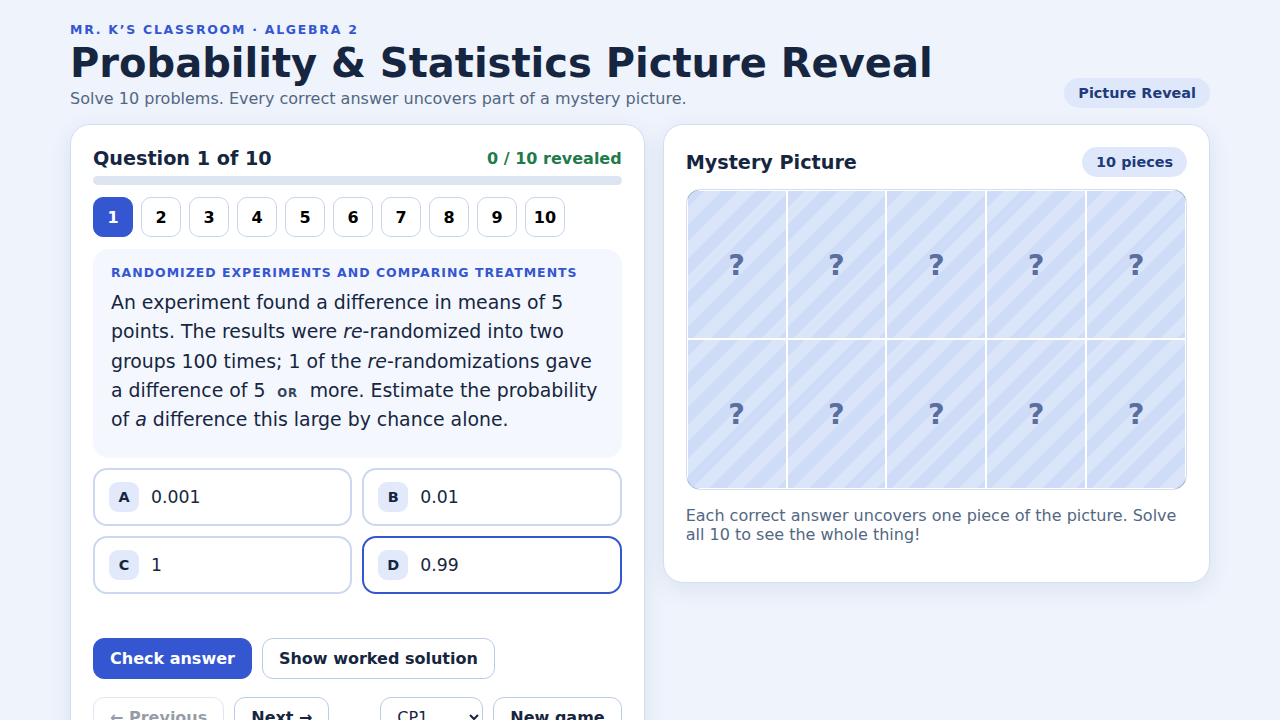 MR. K’S CLASSROOM · ALGEBRA 2
Probability & Statistics Picture Reveal
Solve 10 problems. Every correct answer uncovers part of a mystery picture.
Picture Reveal
Question 1 of 10
0 / 10 revealed
1 2 3 4 5 6 7 8 9 10
RANDOMIZED EXPERIMENTS AND COMPARING TREATMENTS
An experiment found a difference in means of 5
points. The results were re-randomized into two
groups 100 times; 1 of the re-randomizations gave
a difference of 5 OR more. Estimate the probability
of a difference this large by chance alone.
A 0.001
B 0.01
C 1
D 0.99
Check answer
Show worked solution
← Previous
Next →
CP1
New game
Mystery Picture
10 pieces
? ? ? ? ?
? ? ? ? ?
Each correct answer uncovers one piece of the picture. Solve
all 10 to see the whole thing!